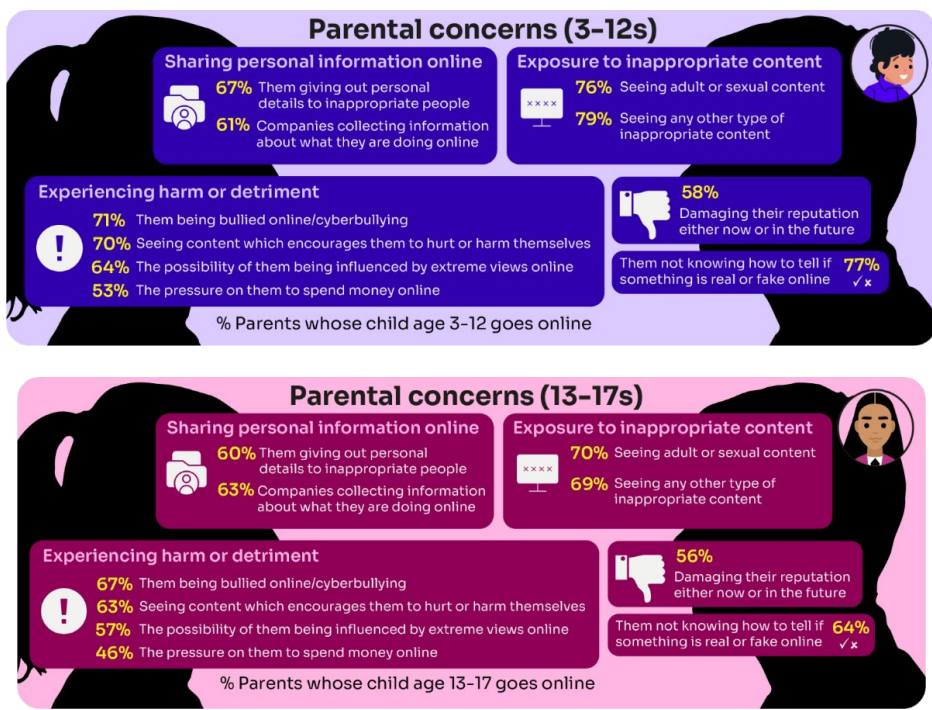 Parental concerns (3–12s)
Sharing personal information online
67% Them giving out personal
details to inappropriate people
61% Companies collecting information
about what they are doing online
Exposure to inappropriate content
xxxx
76% Seeing adult or sexual content
79% Seeing any other type of
inappropriate content
Experiencing harm or detriment
!
71% Them being bullied online/cyberbullying
70% Seeing content which encourages them to hurt or harm themselves
64% The possibility of them being influenced by extreme views online
53% The pressure on them to spend money online
58%
Damaging their reputation
either now or in the future
Them not knowing how to tell if 77%
something is real or fake online ✓x
% Parents whose child age 3-12 goes online
Parental concerns (13–17s)
Sharing personal information online
60% Them giving out personal
details to inappropriate people
63% Companies collecting information
about what they are doing online
Exposure to inappropriate content
xxxx
70% Seeing adult or sexual content
69% Seeing any other type of
inappropriate content
Experiencing harm or detriment
!
67% Them being bullied online/cyberbullying
63% Seeing content which encourages them to hurt or harm themselves
57% The possibility of them being influenced by extreme views online
46% The pressure on them to spend money online
56%
Damaging their reputation
either now or in the future
Them not knowing how to tell if 64%
something is real or fake online ✓x
% Parents whose child age 13-17 goes online